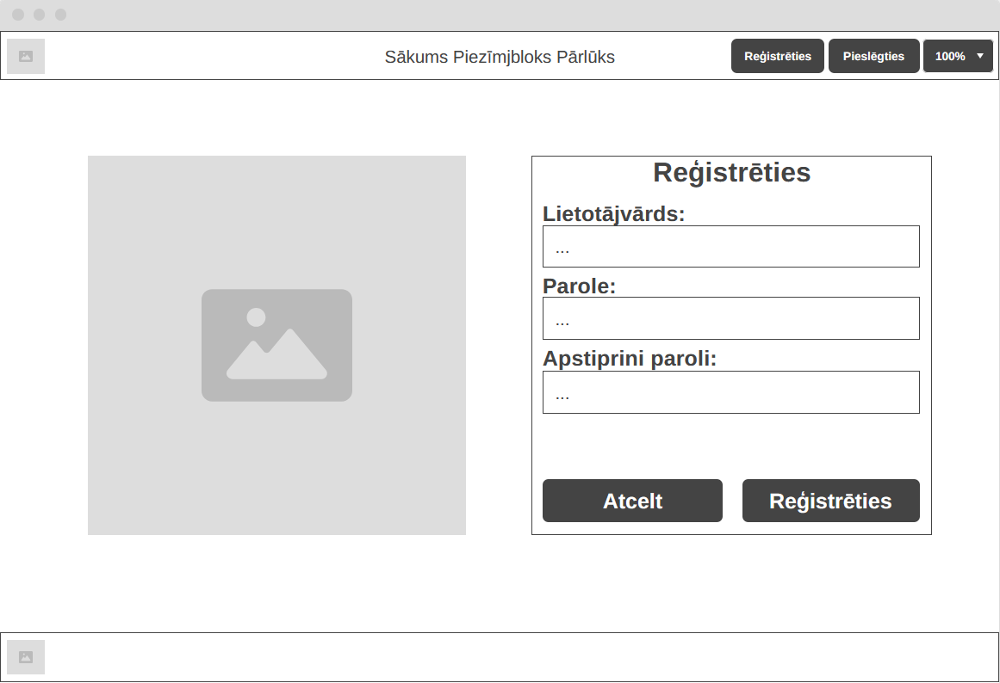 Sākums Piezīmjbloks Pārlūks
Reģistrēties
Pieslēgties
100%
Reģistrēties
Lietotājvārds:
...
Parole:
...
Apstiprini paroli:
...
Atcelt
Reģistrēties